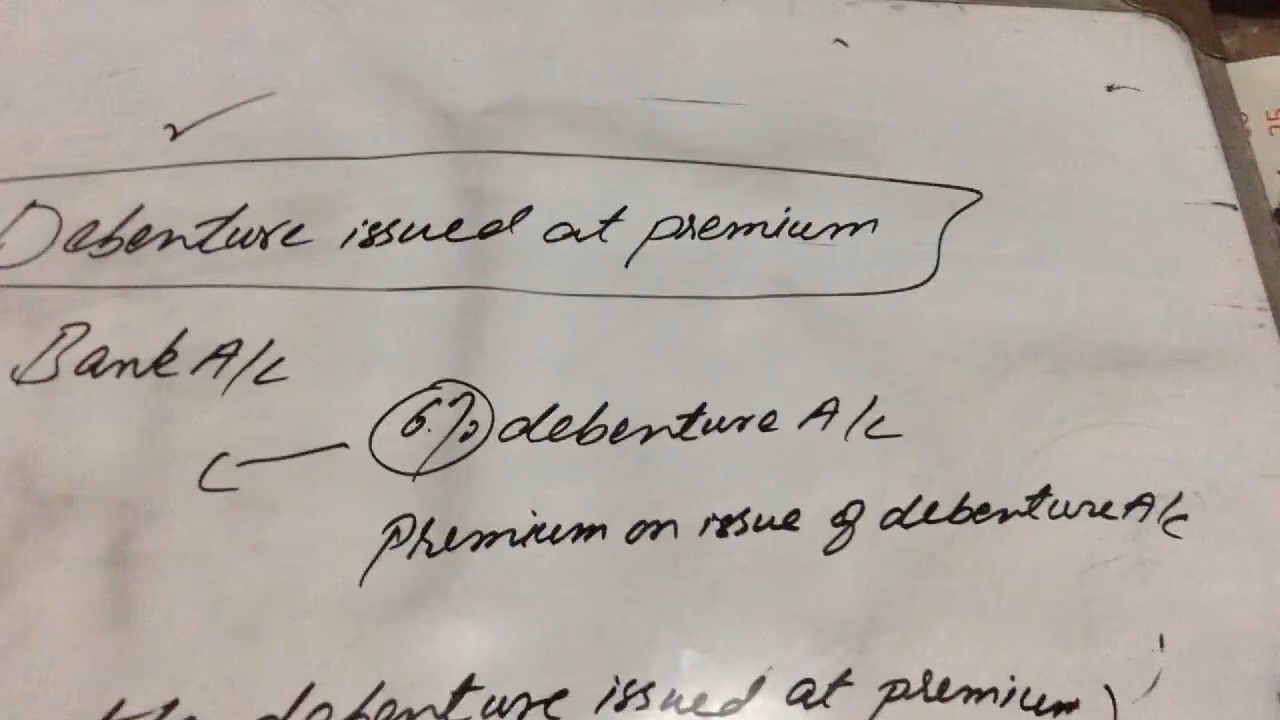 Debenture issued at premium
Bank A/c
6% debenture A/c
Premium on issue of debenture A/c
debenture issued at premium)